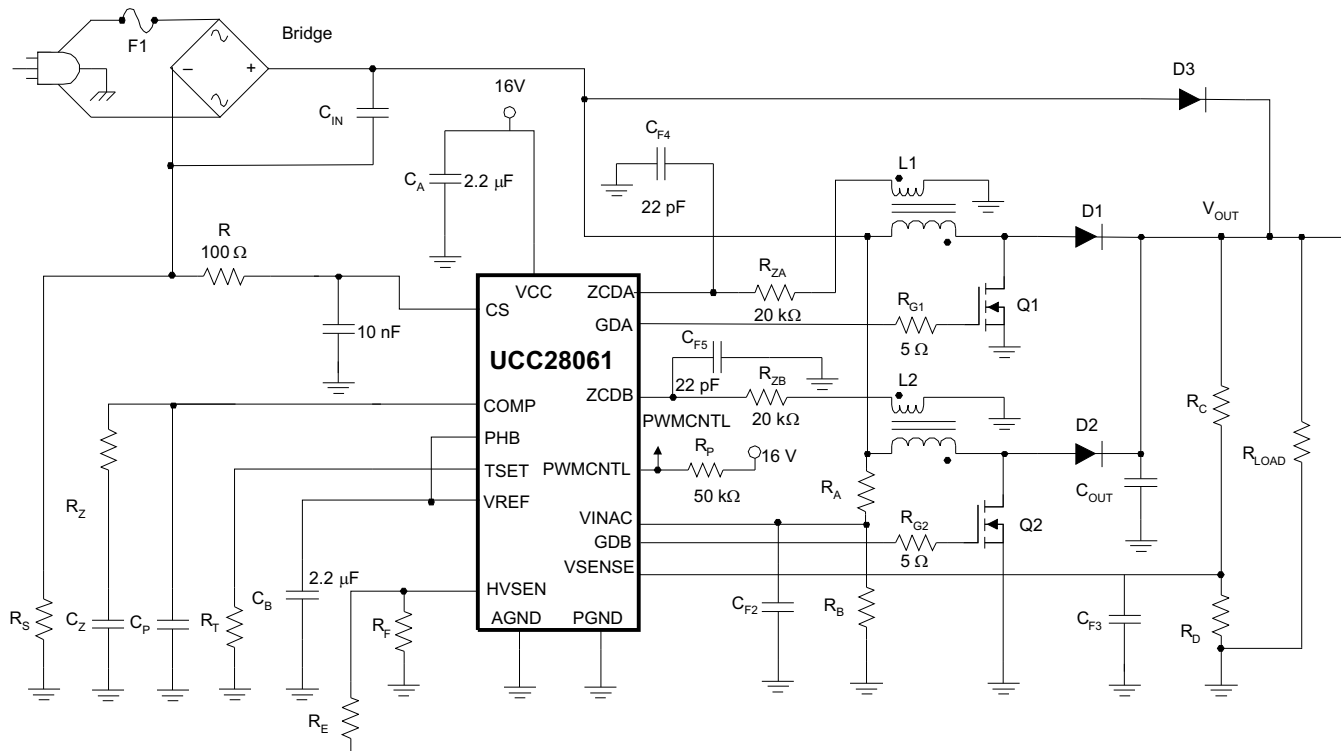 F1
Bridge
~
− +
~
C_IN
16V
C_F4
22 pF
C_A 2.2 μF
D3
L1
D1
V_OUT
R
100 Ω
VCC
ZCDA
R_ZA
20 kΩ
CS
GDA
R_G1
5 Ω
Q1
10 nF
UCC28061
C_F5
22 pF
R_ZB
20 kΩ
L2
ZCDB
COMP
PWMCNTL
R_C
D2
PHB
R_P
16 V
PWMCNTL
50 kΩ
TSET
R_LOAD
R_A
C_OUT
VREF
R_Z
VINAC
GDB
R_G2
5 Ω
Q2
VSENSE
2.2 μF
HVSEN
C_B
R_S
C_Z
C_P
R_T
R_F
AGND
PGND
C_F2
R_B
C_F3
R_D
R_E